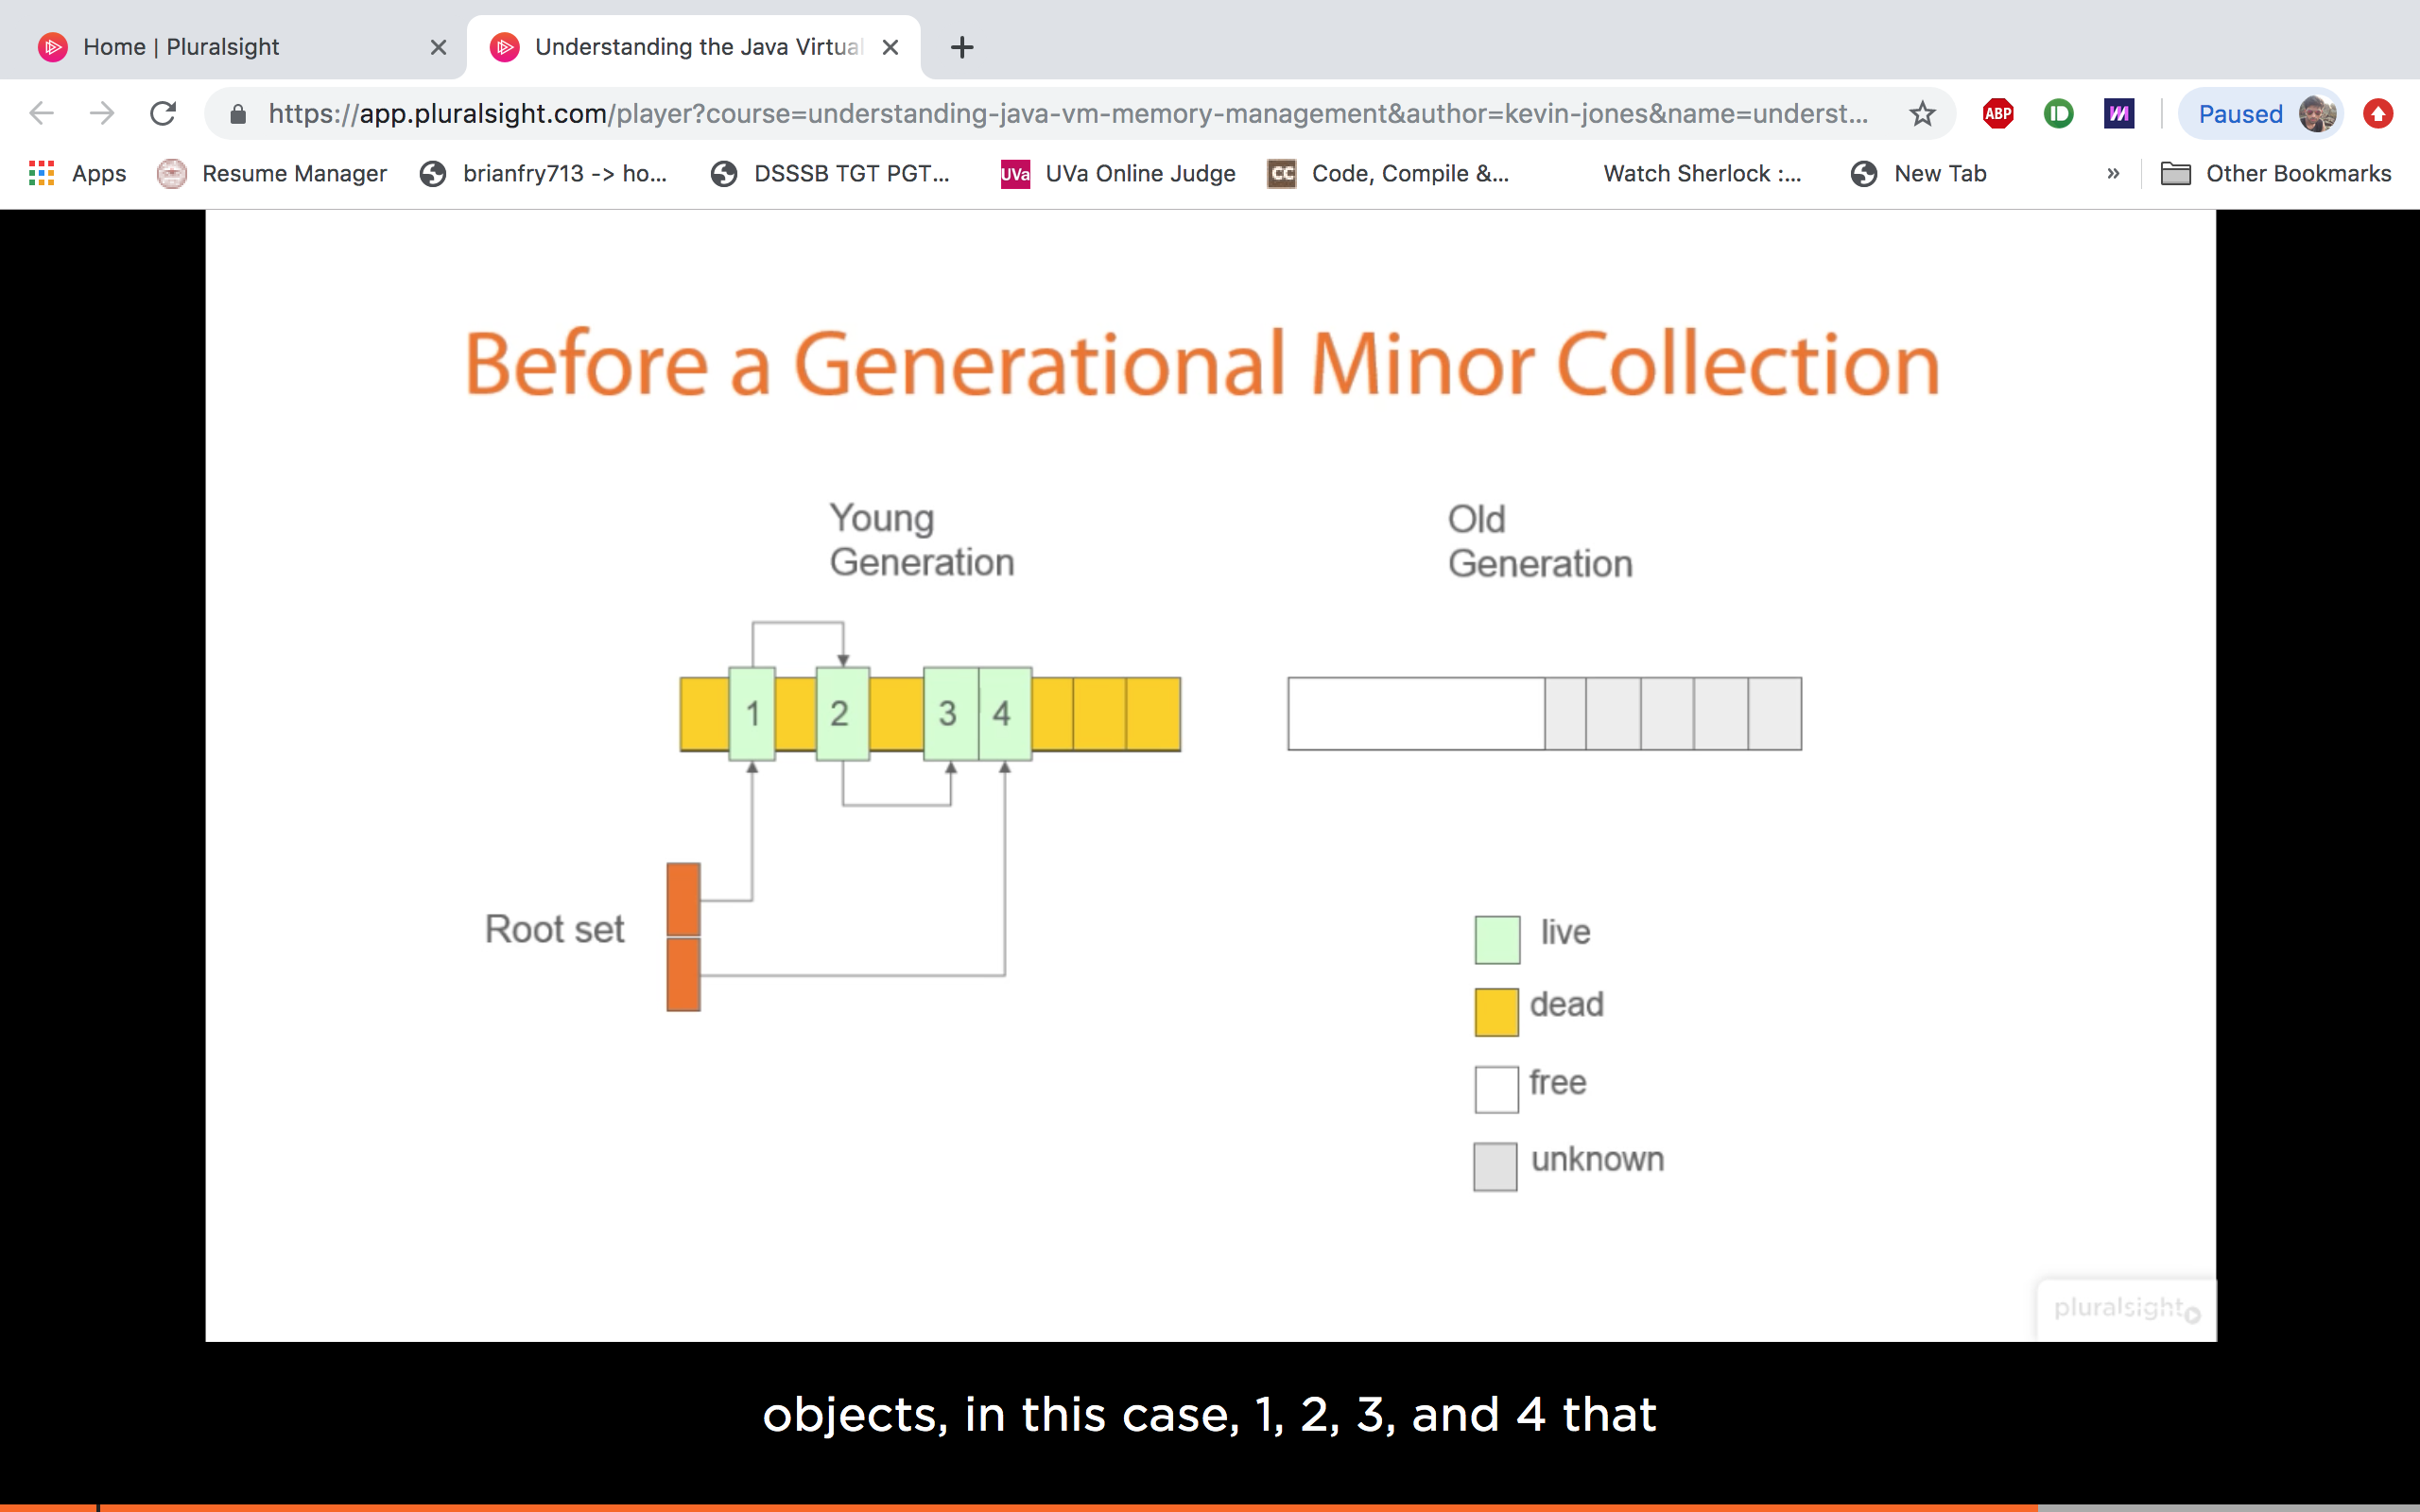 Home | Pluralsight
Understanding the Java Virtual
https://app.pluralsight.com/player?course=understanding-java-vm-memory-management&author=kevin-jones&name=underst...
ABP
Paused
Apps
Resume Manager
brianfry713 -> ho...
DSSSB TGT PGT...
UVa
UVa Online Judge
CC
Code, Compile &...
Watch Sherlock :...
New Tab
»
Other Bookmarks
Before a Generational Minor Collection
Young
Generation
Old
Generation
1
2
3
4
Root set
live
dead
free
unknown
pluralsight
objects, in this case, 1, 2, 3, and 4 that